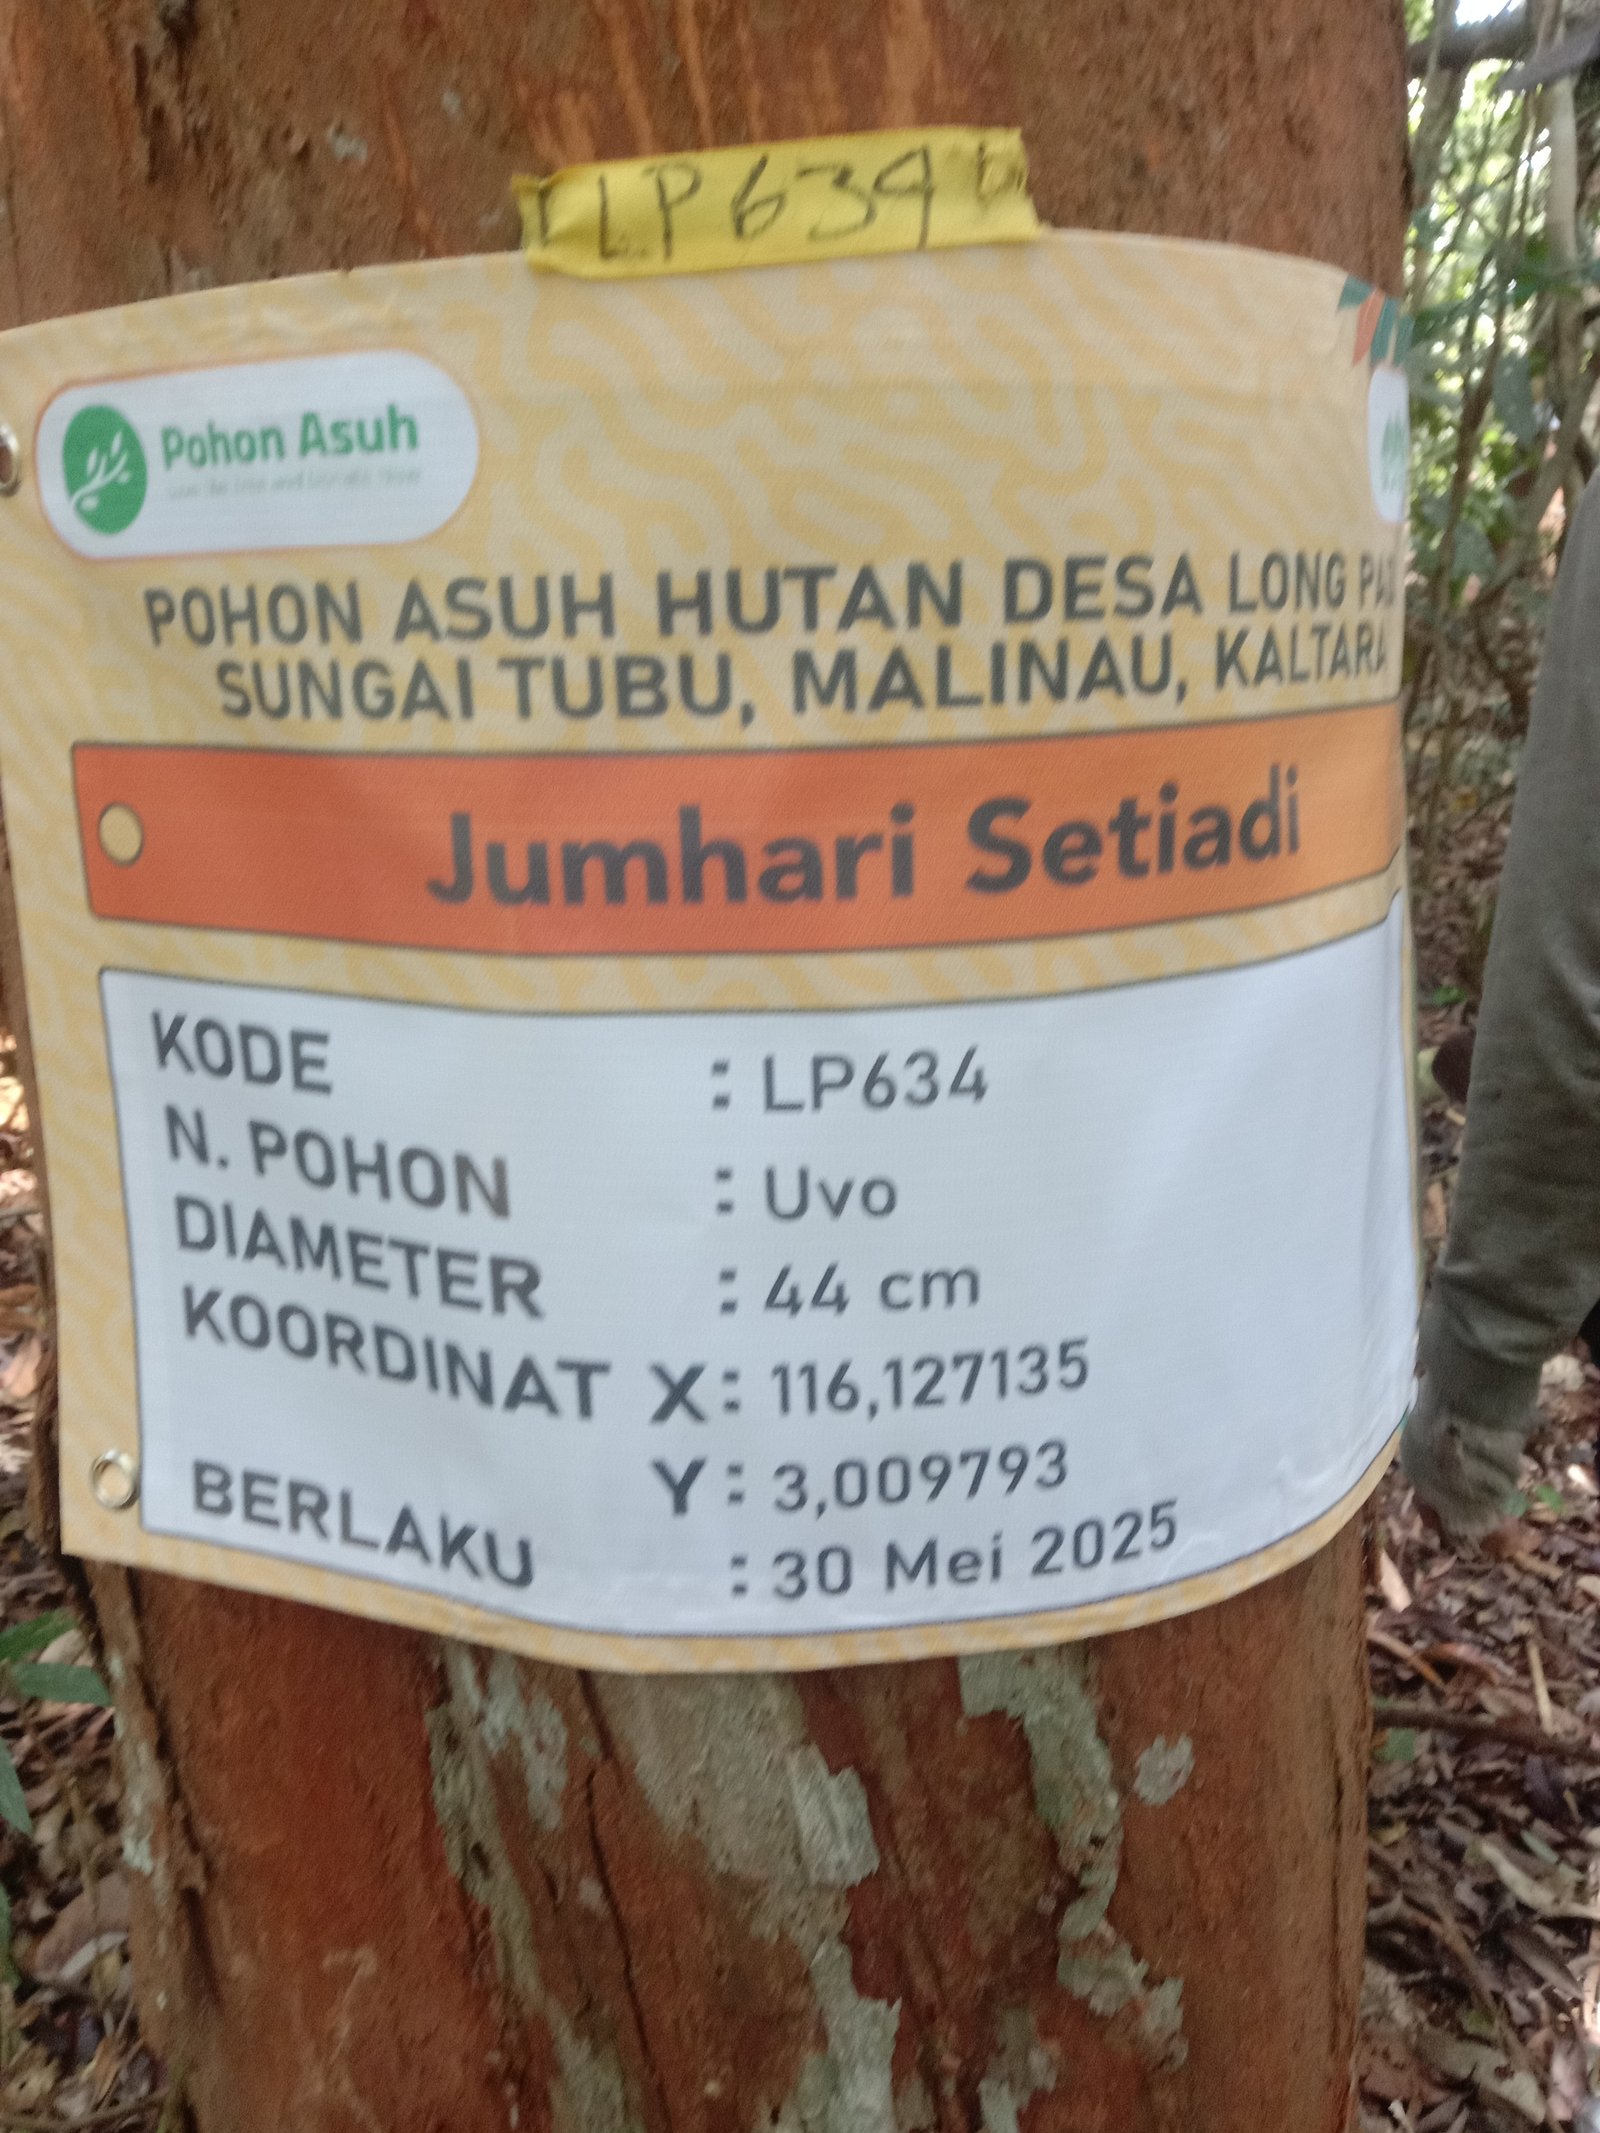 LP634
Pohon Asuh
POHON ASUH HUTAN DESA LONG
SUNGAI TUBU, MALINAU, KALTARA
Jumhari Setiadi
KODE : LP634
N. POHON : Uvo
DIAMETER : 44 cm
KOORDINAT X : 116,127135
Y : 3,009793
BERLAKU : 30 Mei 2025